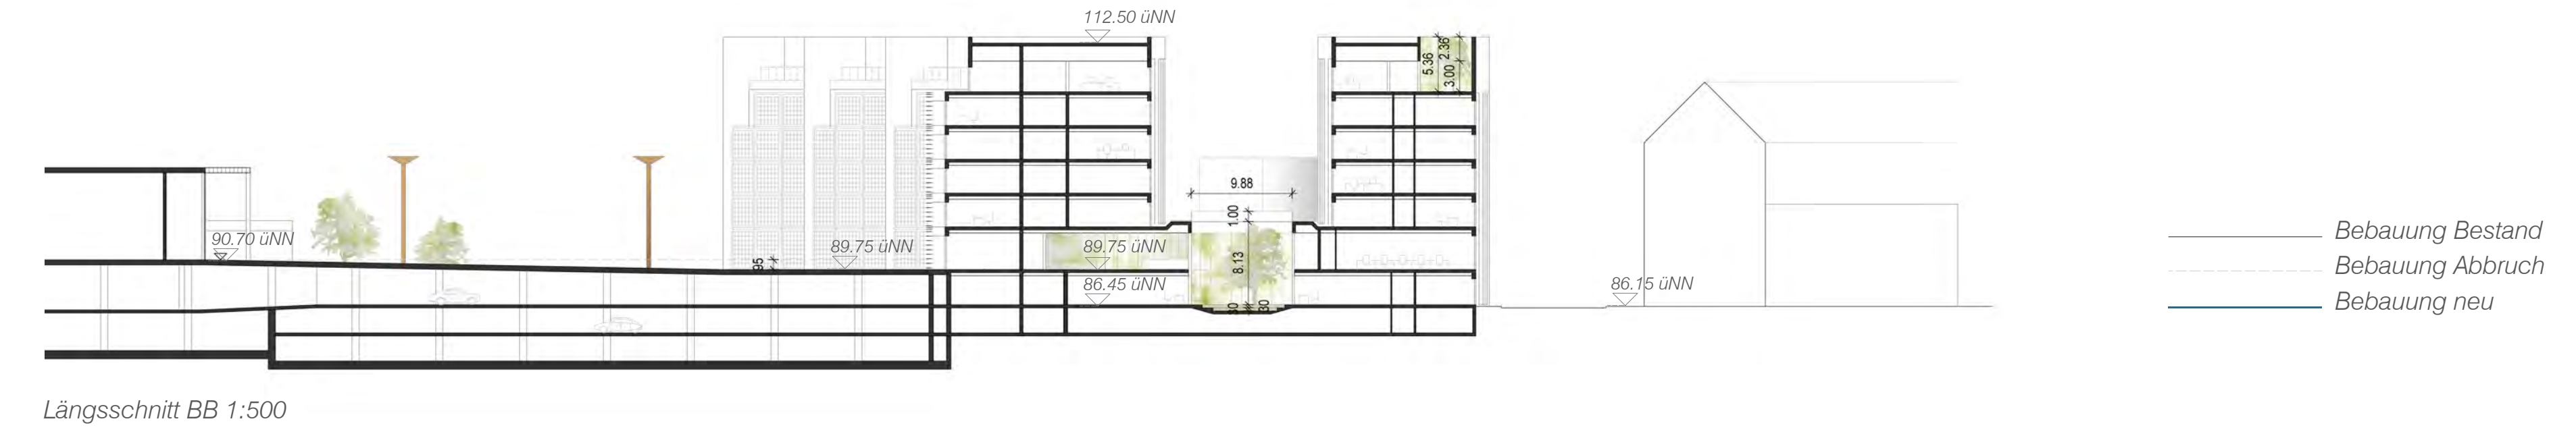 112.50 üNN
5.36
2.36
3.00
9.88
1.00
90.70 üNN
95
89.75 üNN
89.75 üNN
8.13
86.45 üNN
30
30
86.15 üNN
Bebauung Bestand
Bebauung Abbruch
Bebauung neu
Längsschnitt BB 1:500